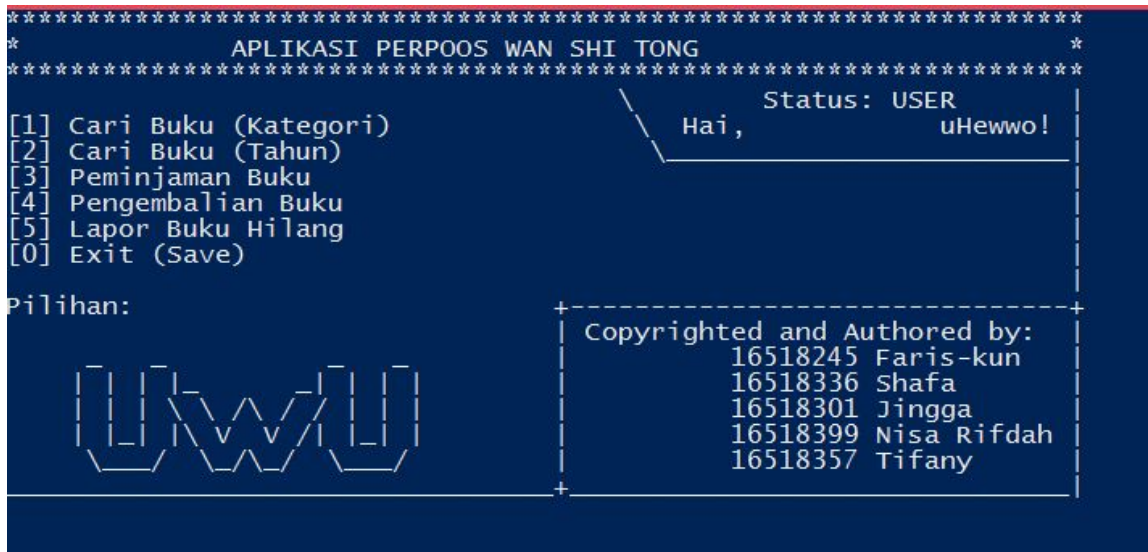 *******************************************************************
* APLIKASI PERPOOS WAN SHI TONG *
*******************************************************************
Status: USER
[1] Cari Buku (Kategori)
Hai, uHewwo!
[2] Cari Buku (Tahun)
[3] Peminjaman Buku
[4] Pengembalian Buku
[5] Lapor Buku Hilang
[0] Exit (Save)
Pilihan:
Copyrighted and Authored by:
16518245 Faris-kun
16518336 Shafa
16518301 Jingga
16518399 Nisa Rifdah
16518357 Tifany
UwU